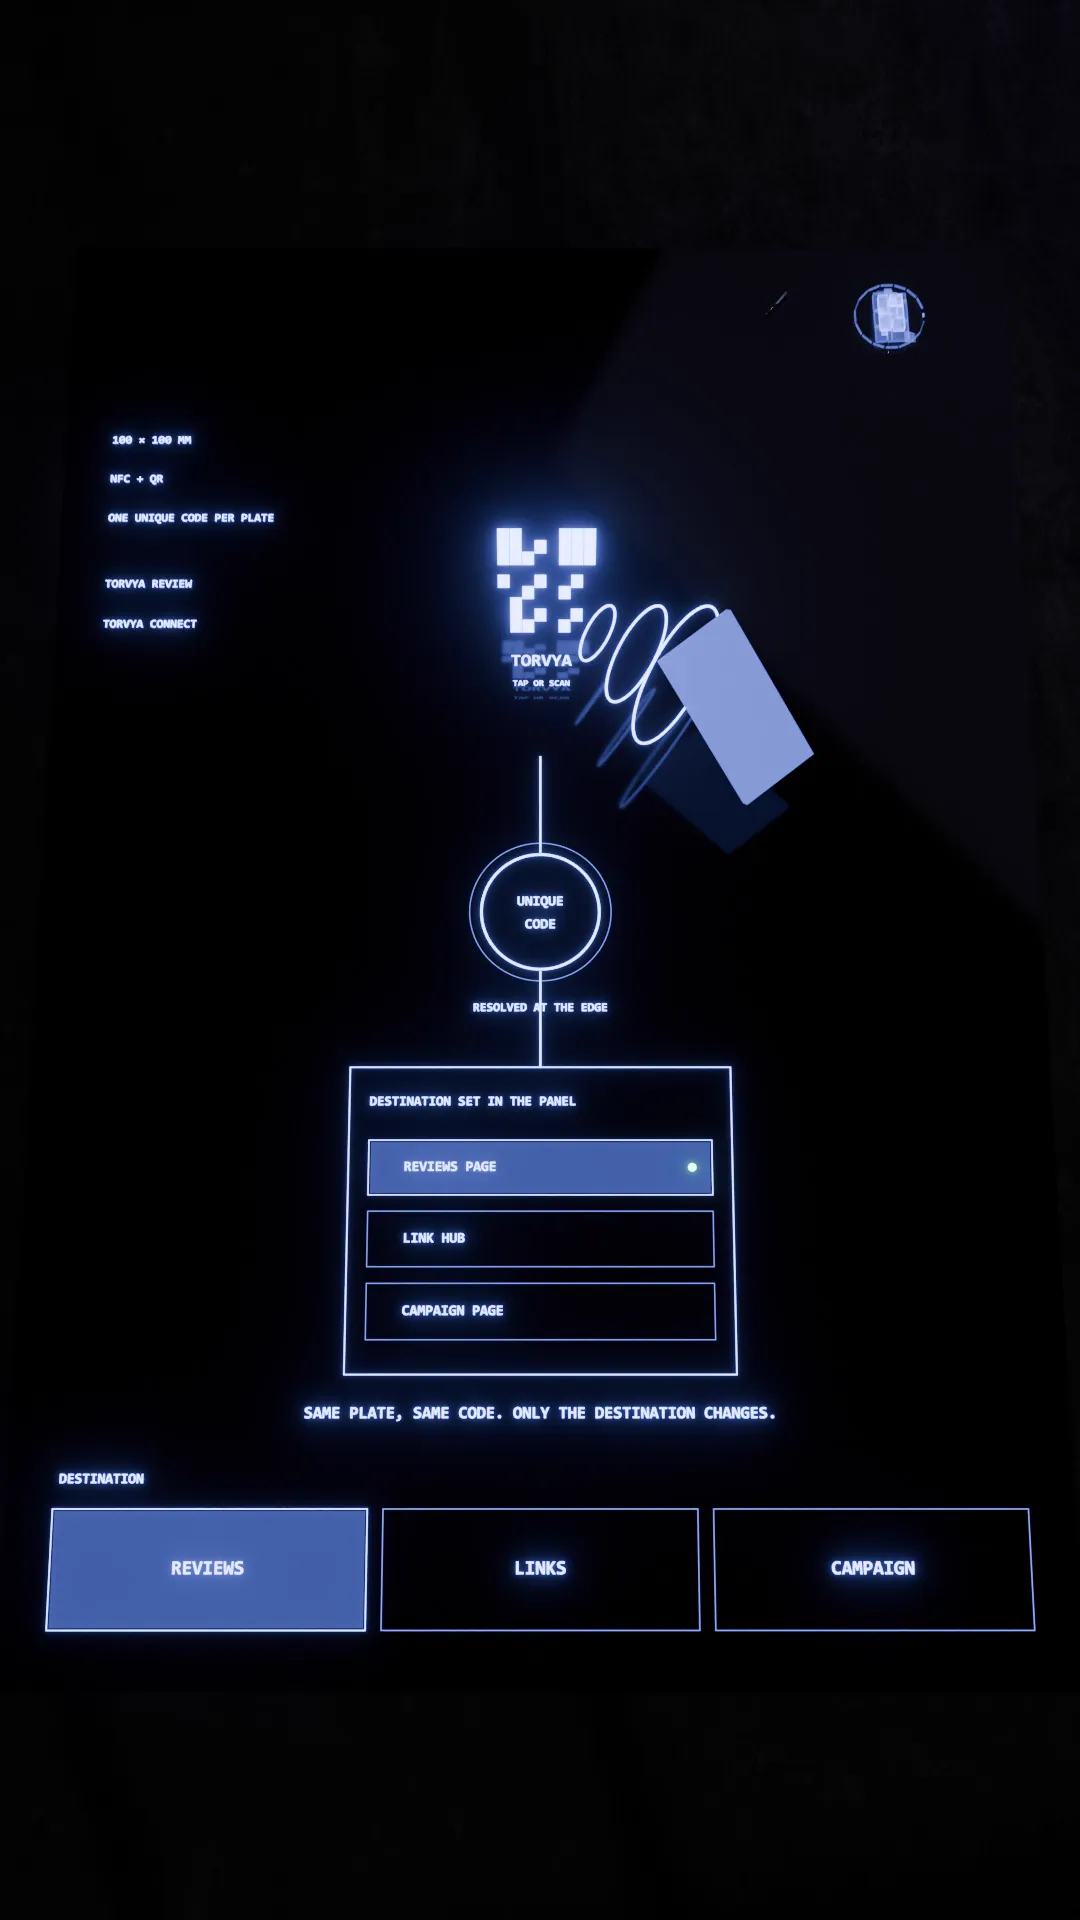 100 × 100 MM
NFC + QR
ONE UNIQUE CODE PER PLATE
TORVYA REVIEW
TORVYA CONNECT
TORVYA
TAP OR SCAN
UNIQUE
CODE
RESOLVED AT THE EDGE
DESTINATION SET IN THE PANEL
REVIEWS PAGE
LINK HUB
CAMPAIGN PAGE
SAME PLATE, SAME CODE. ONLY THE DESTINATION CHANGES.
DESTINATION
REVIEWS
LINKS
CAMPAIGN